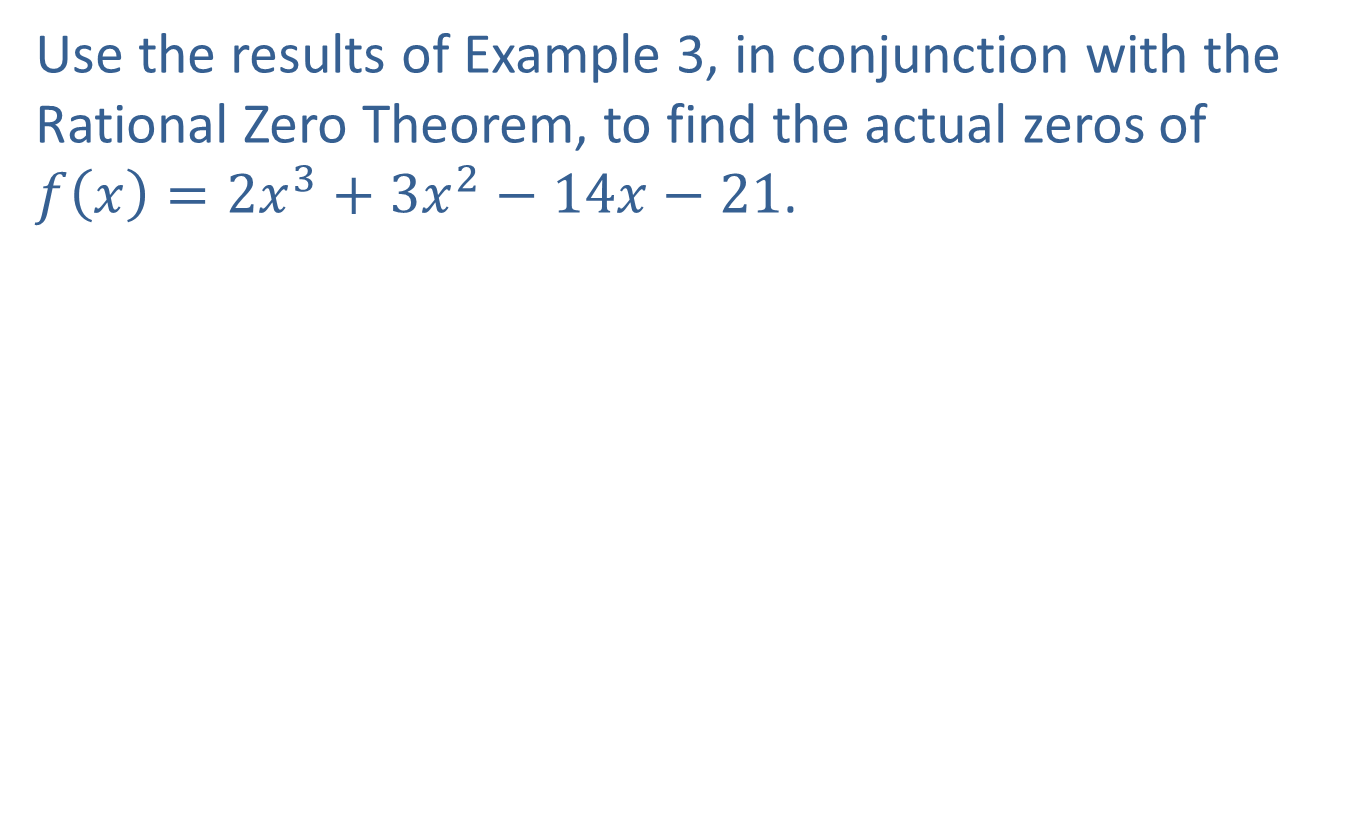 Use the results of Example 3, in conjunction with the
Rational Zero Theorem, to find the actual zeros of
𝑓(𝑥) = 2𝑥³ + 3𝑥² − 14𝑥 − 21.